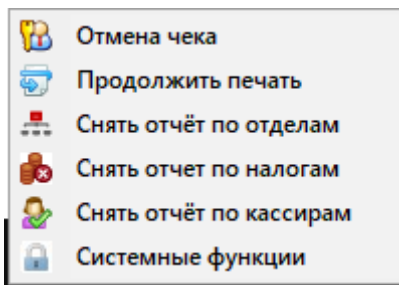 Отмена чека
Продолжить печать
Снять отчёт по отделам
Снять отчет по налогам
Снять отчёт по кассирам
Системные функции